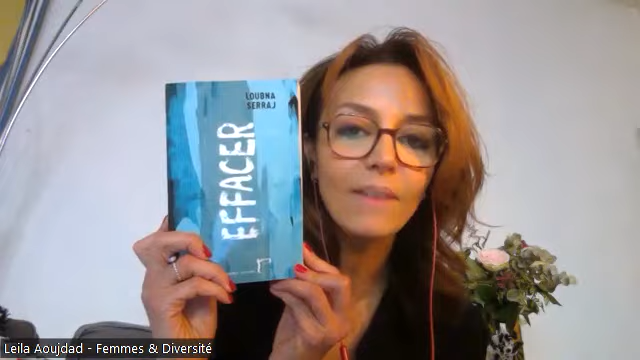 LOUBNA
SERRAJ
EFFACER
Leila Aoujdad - Femmes & Diversité